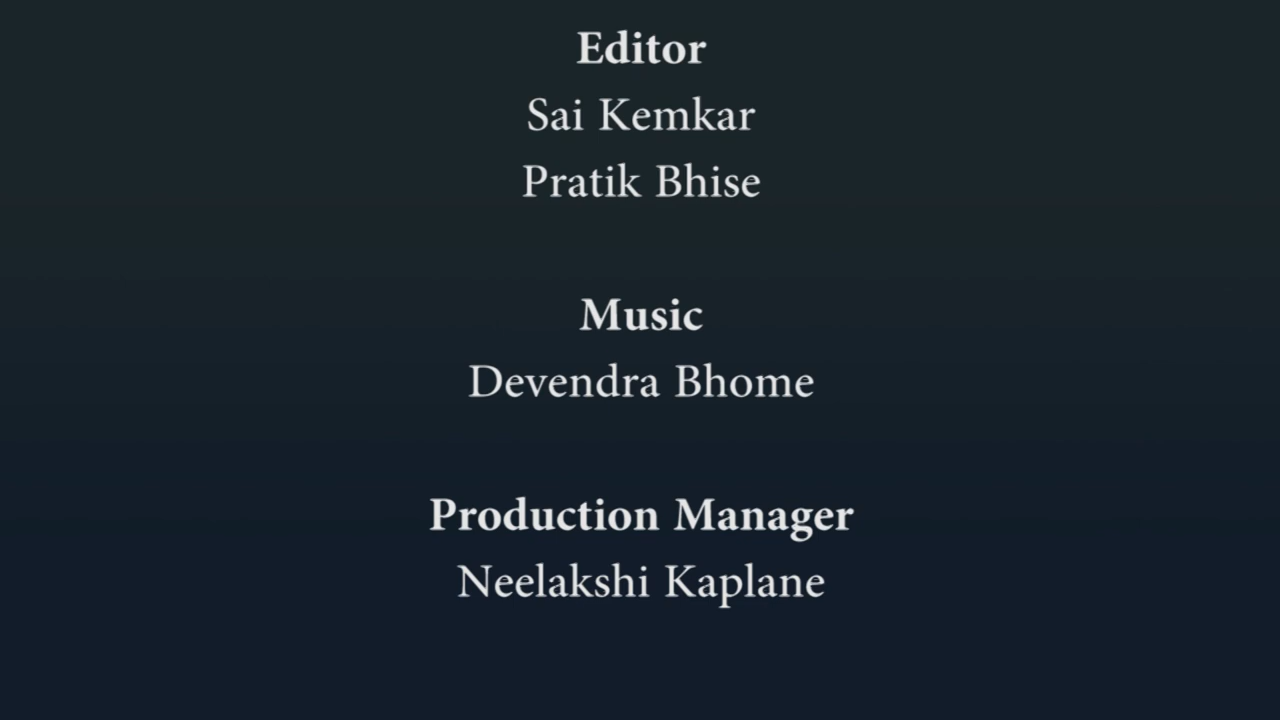 Editor
Sai Kemkar
Pratik Bhise
Music
Devendra Bhome
Production Manager
Neelakshi Kaplane